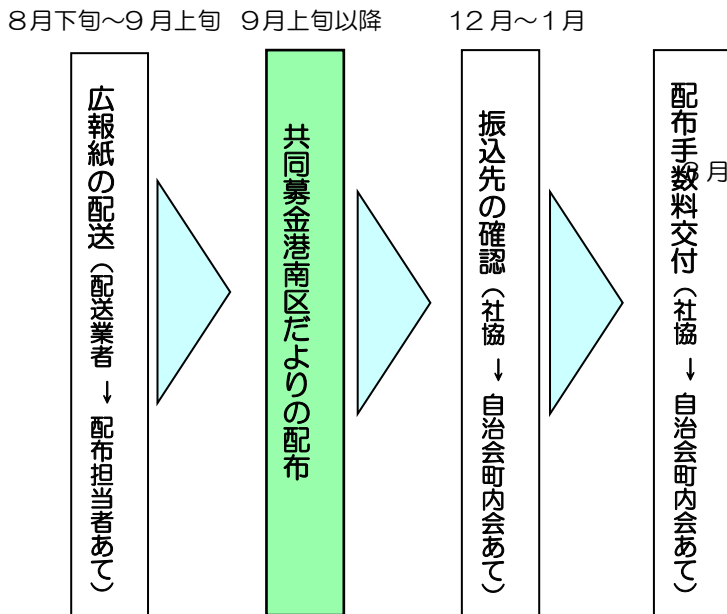 8月下旬～9月上旬
9月上旬以降
12月～1月
広報紙の配送（配送業者 → 配布担当者あて）
共同募金港南区だよりの配布
振込先の確認（社協 → 自治会町内会あて）
配布手数料交付（社協 → 自治会町内会あて）
月